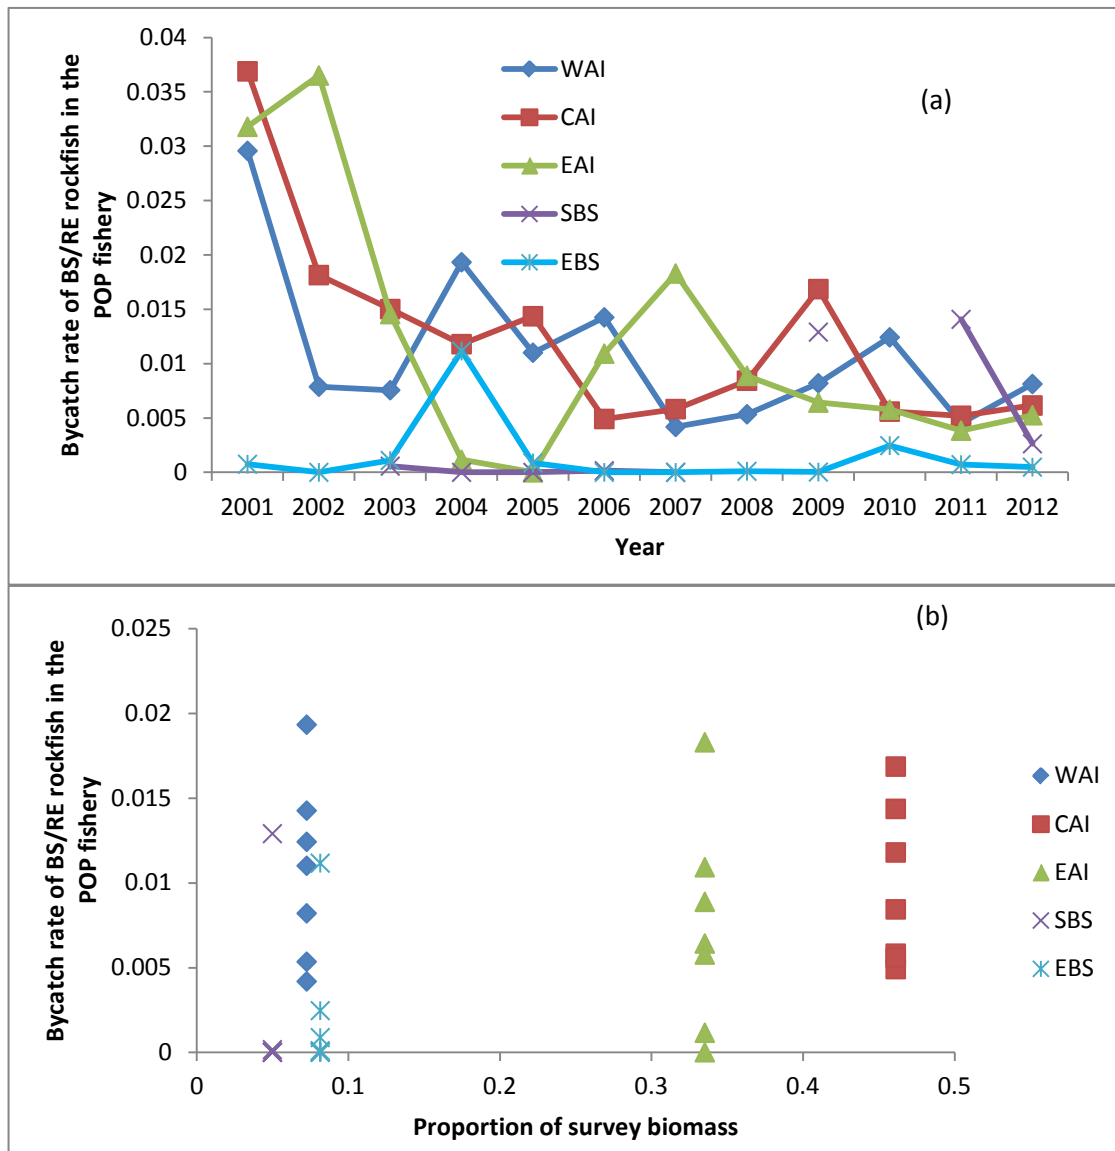 Bycatch rate of BS/RE rockfish in the
POP fishery
0.04
0.035
0.03
0.025
0.02
0.015
0.01
0.005
0
WAI
CAI
EAI
SBS
EBS
(a)
2001 2002 2003 2004 2005 2006 2007 2008 2009 2010 2011 2012
Year
Bycatch rate of BS/RE rockfish in the
POP fishery
(b)
0.025
0.02
0.015
0.01
0.005
0
WAI
CAI
EAI
SBS
EBS
0 0.1 0.2 0.3 0.4 0.5
Proportion of survey biomass